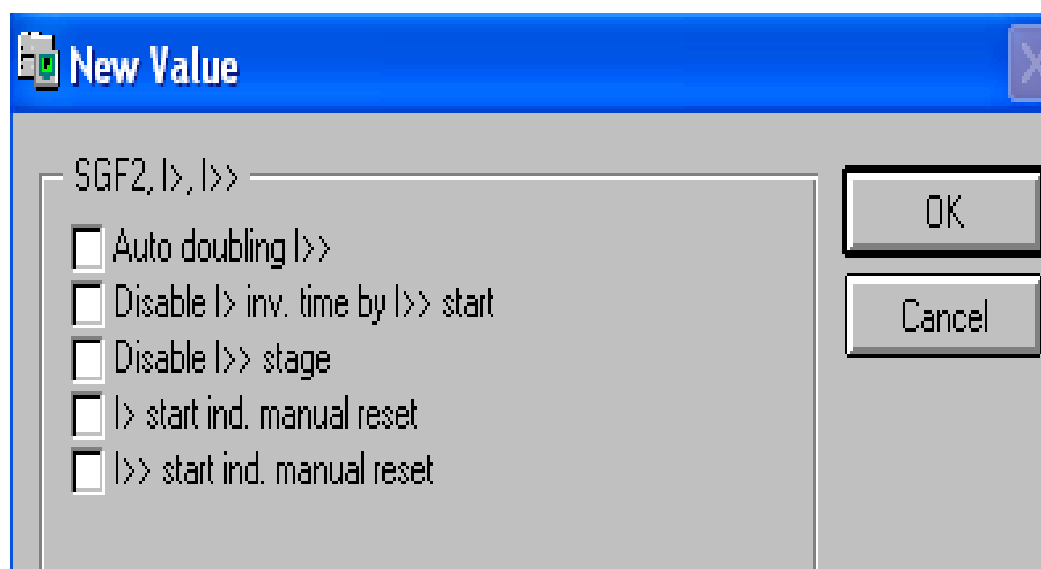 New Value
SGF2, I>, I>>
OK
Auto doubling I>>
Disable I> inv. time by I>> start
Cancel
Disable I>> stage
I> start ind. manual reset
I>> start ind. manual reset